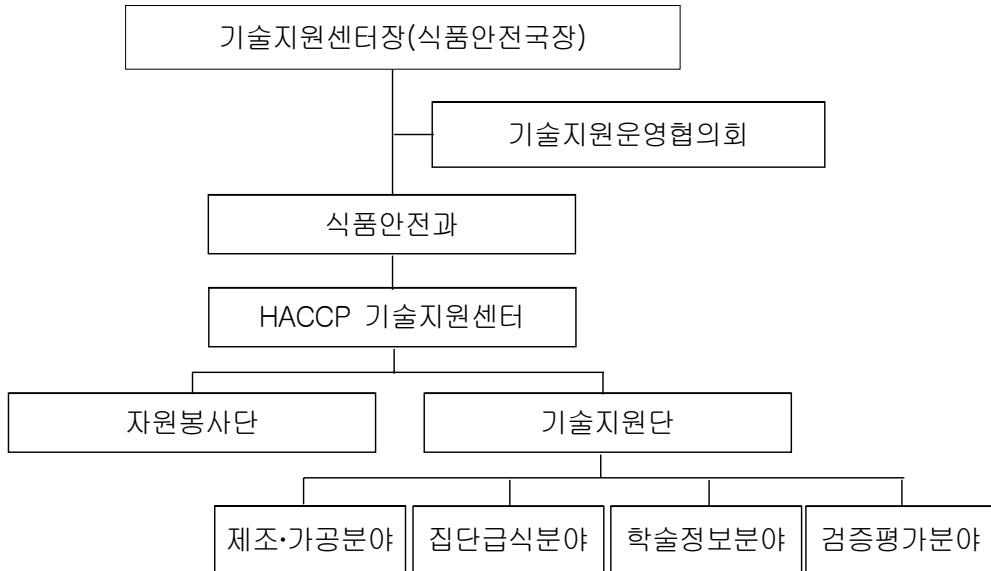 기술지원센터장(식품안전국장)
기술지원운영협의회
식품안전과
HACCP 기술지원센터
자원봉사단
기술지원단
제조·가공분야
집단급식분야
학술정보분야
검증평가분야